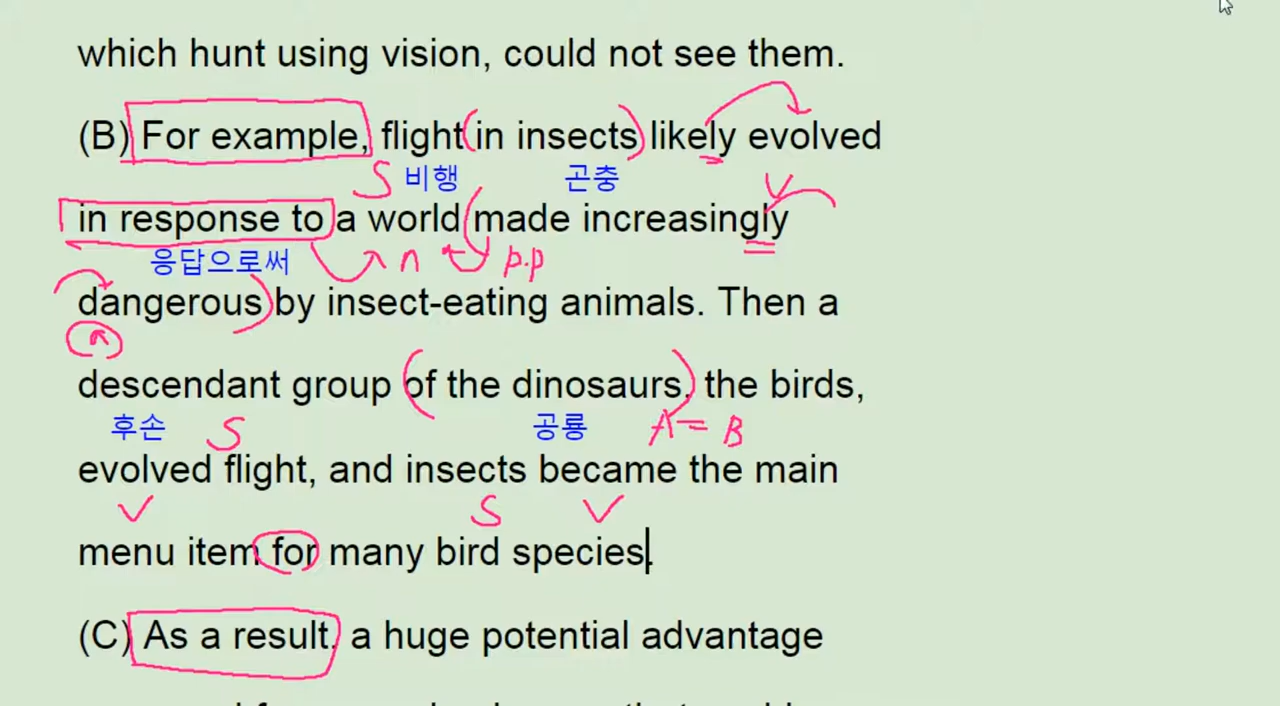 which hunt using vision, could not see them.
(B) For example, flight in insects likely evolved
S 비행 곤충 V
in response to a world made increasingly
응답으로써 n p.p
dangerous by insect-eating animals. Then a
descendant group of the dinosaurs, the birds,
후손 S 공룡 A = B
evolved flight, and insects became the main
V S V
menu item for many bird species.
(C) As a result, a huge potential advantage